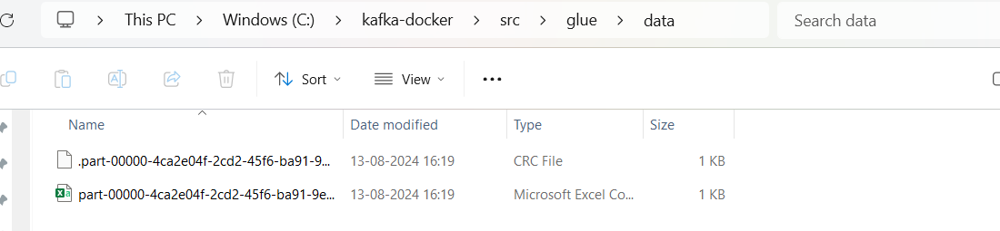 This PC > Windows (C:) > kafka-docker > src > glue > data Search data
Sort View
Name Date modified Type Size
.part-00000-4ca2e04f-2cd2-45f6-ba91-9... 13-08-2024 16:19 CRC File 1 KB
part-00000-4ca2e04f-2cd2-45f6-ba91-9e... 13-08-2024 16:19 Microsoft Excel Co... 1 KB